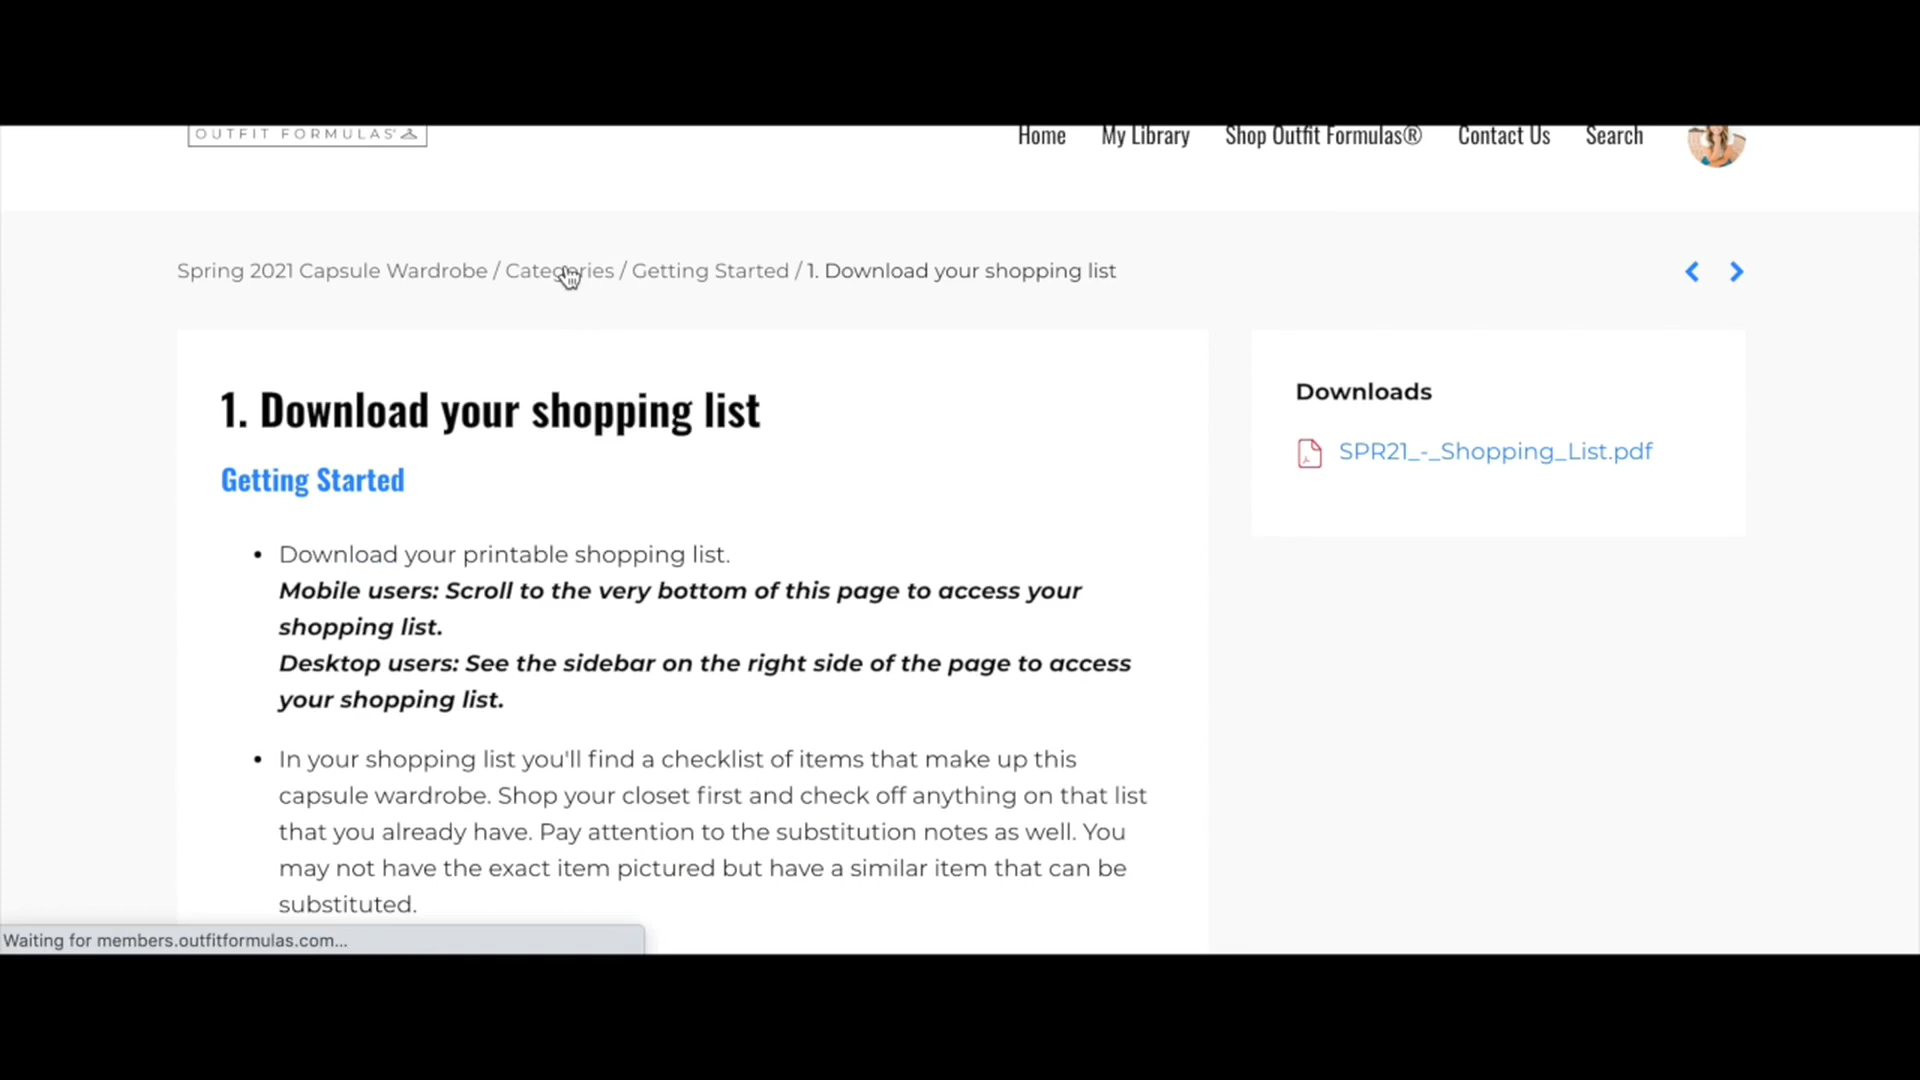 OUTFIT FORMULAS®
Home My Library Shop Outfit Formulas® Contact Us Search
Spring 2021 Capsule Wardrobe / Categories / Getting Started / 1. Download your shopping list
1. Download your shopping list
Getting Started
• Download your printable shopping list.
Mobile users: Scroll to the very bottom of this page to access your
shopping list.
Desktop users: See the sidebar on the right side of the page to access
your shopping list.
• In your shopping list you'll find a checklist of items that make up this
capsule wardrobe. Shop your closet first and check off anything on that list
that you already have. Pay attention to the substitution notes as well. You
may not have the exact item pictured but have a similar item that can be
substituted.
Downloads
SPR21_-_Shopping_List.pdf
Waiting for members.outfitformulas.com...